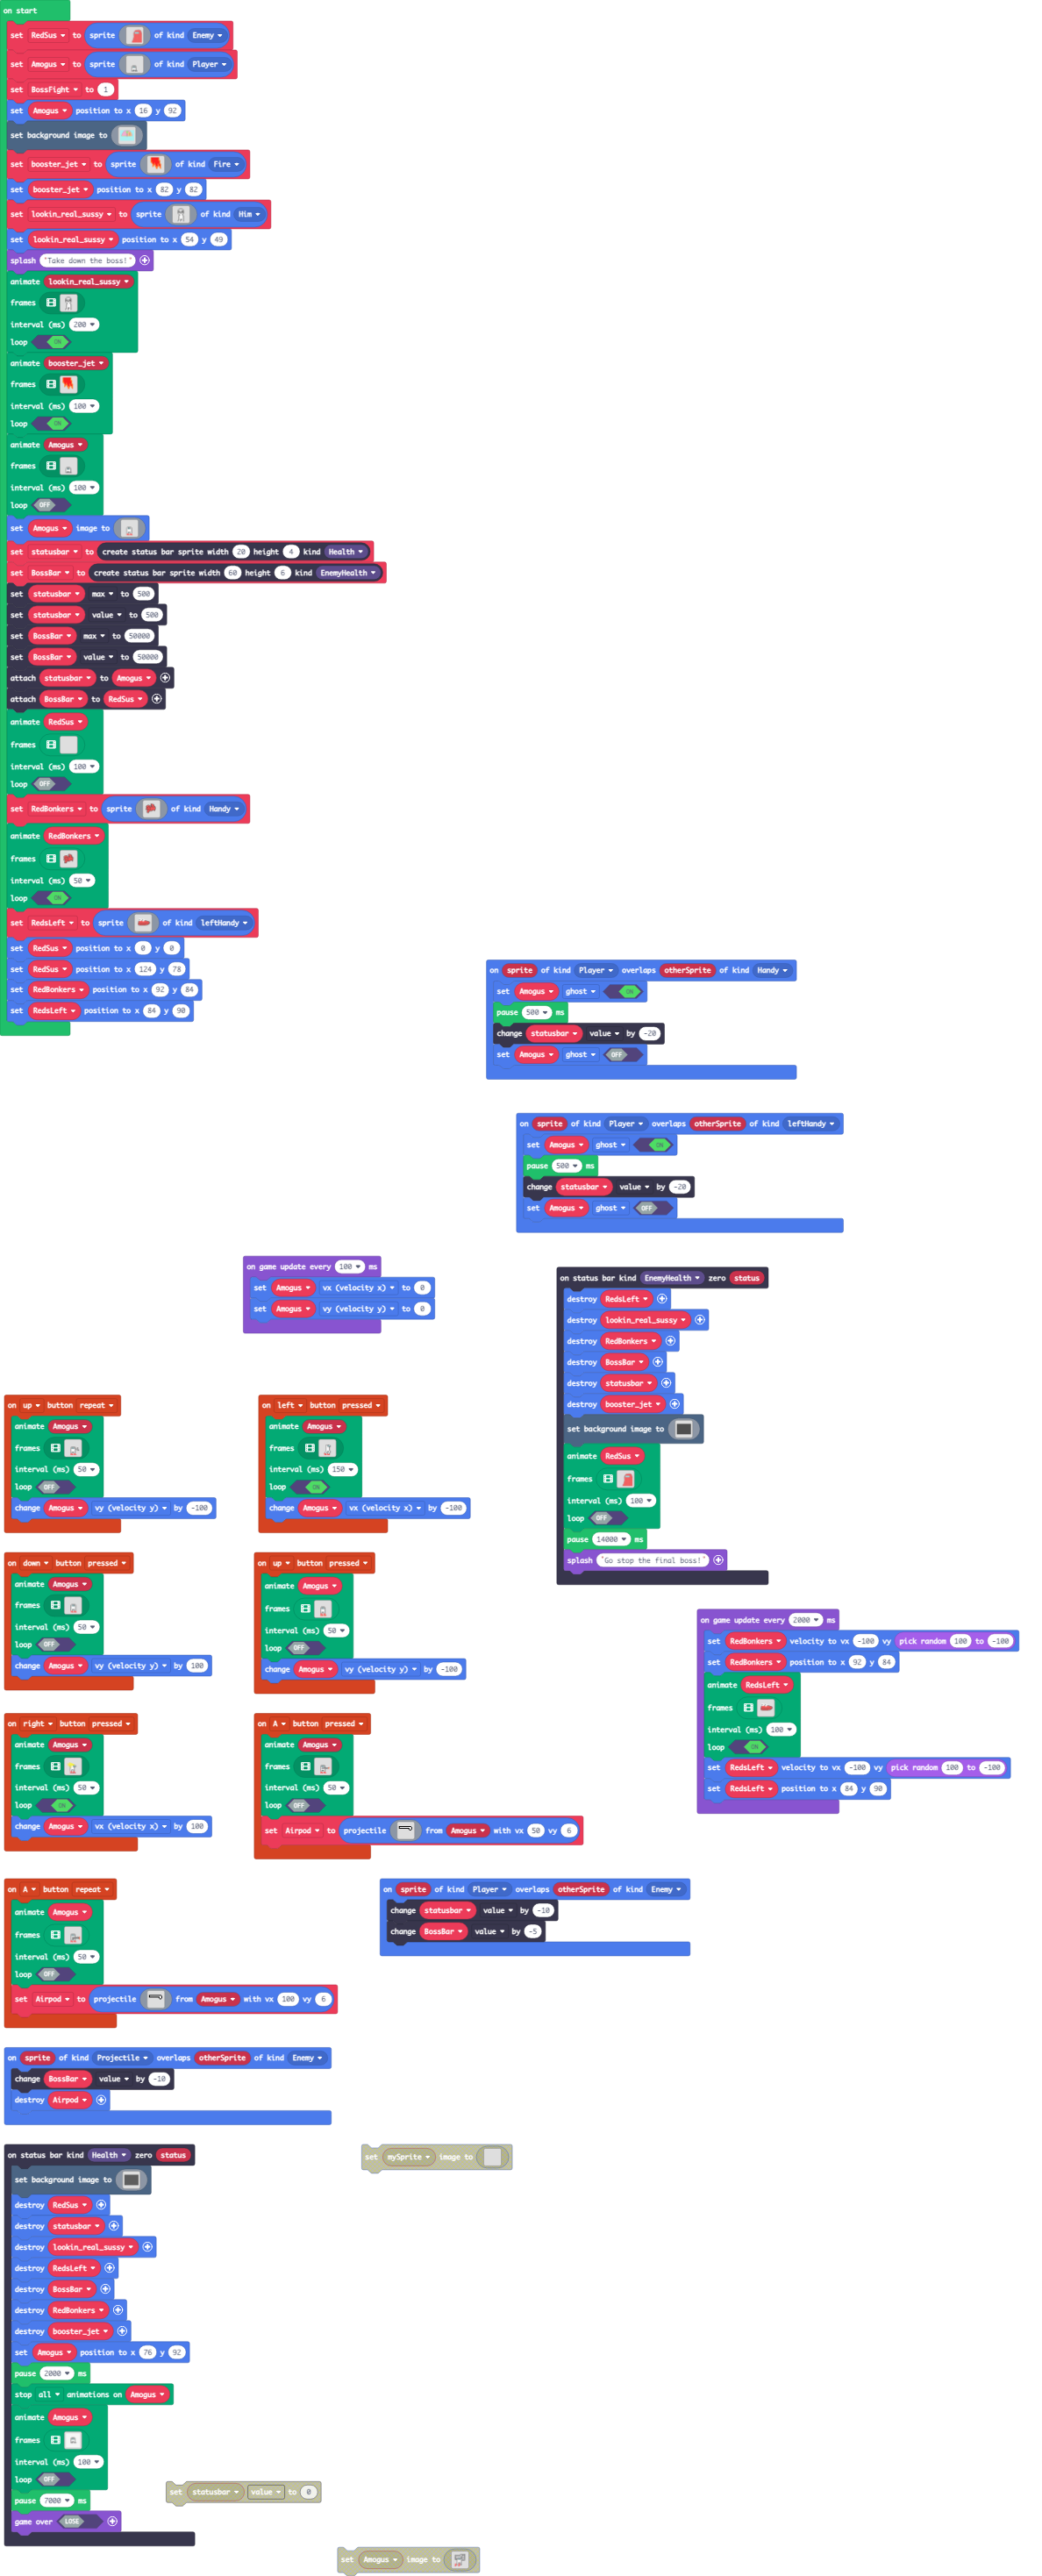 on start
set RedSus to sprite of kind Enemy
set Amogus to sprite of kind Player
set BossFight to 1
set Amogus position to x 16 y 92
set background image to
set booster_jet to sprite of kind Fire
set booster_jet position to x 82 y 82
set lookin_real_sussy to sprite of kind Him
set lookin_real_sussy position to x 54 y 49
splash "Take down the boss!"
animate lookin_real_sussy
frames
interval (ms) 200
loop ON
animate booster_jet
frames
interval (ms) 100
loop ON
animate Amogus
frames
interval (ms) 100
loop OFF
set Amogus image to
set statusbar to create status bar sprite width 20 height 4 kind Health
set BossBar to create status bar sprite width 60 height 6 kind EnemyHealth
set statusbar max to 500
set statusbar value to 500
set BossBar max to 50000
set BossBar value to 50000
attach statusbar to Amogus
attach BossBar to RedSus
animate RedSus
frames
interval (ms) 100
loop OFF
set RedBonkers to sprite of kind Handy
animate RedBonkers
frames
interval (ms) 50
loop ON
set RedsLeft to sprite of kind leftHandy
set RedSus position to x 0 y 0
set RedSus position to x 124 y 78
set RedBonkers position to x 92 y 84
set RedsLeft position to x 84 y 90
on sprite of kind Player overlaps otherSprite of kind Handy
set Amogus ghost ON
pause 500 ms
change statusbar value by -20
set Amogus ghost OFF
on sprite of kind Player overlaps otherSprite of kind leftHandy
set Amogus ghost ON
pause 500 ms
change statusbar value by -20
set Amogus ghost OFF
on game update every 100 ms
set Amogus vx (velocity x) to 0
set Amogus vy (velocity y) to 0
on status bar kind EnemyHealth zero status
destroy RedsLeft
destroy lookin_real_sussy
destroy RedBonkers
destroy BossBar
destroy statusbar
destroy booster_jet
set background image to
animate RedSus
frames
interval (ms) 100
loop OFF
pause 14000 ms
splash "Go stop the final boss!"
on up button repeat
animate Amogus
frames
interval (ms) 50
loop OFF
change Amogus vy (velocity y) by -100
on left button pressed
animate Amogus
frames
interval (ms) 150
loop ON
change Amogus vx (velocity x) by -100
on down button pressed
animate Amogus
frames
interval (ms) 50
loop OFF
change Amogus vy (velocity y) by 100
on up button pressed
animate Amogus
frames
interval (ms) 50
loop OFF
change Amogus vy (velocity y) by -100
on game update every 2000 ms
set RedBonkers velocity to vx -100 vy pick random 100 to -100
set RedBonkers position to x 92 y 84
animate RedsLeft
frames
interval (ms) 100
loop ON
set RedsLeft velocity to vx -100 vy pick random 100 to -100
set RedsLeft position to x 84 y 90
on right button pressed
animate Amogus
frames
interval (ms) 50
loop ON
change Amogus vx (velocity x) by 100
on A button pressed
animate Amogus
frames
interval (ms) 50
loop OFF
set Airpod to projectile from Amogus with vx 50 vy 6
on A button repeat
animate Amogus
frames
interval (ms) 50
loop OFF
set Airpod to projectile from Amogus with vx 100 vy 6
on sprite of kind Player overlaps otherSprite of kind Enemy
change statusbar value by -10
change BossBar value by -5
on sprite of kind Projectile overlaps otherSprite of kind Enemy
change BossBar value by -10
destroy Airpod
on status bar kind Health zero status
set background image to
destroy RedSus
destroy statusbar
destroy lookin_real_sussy
destroy RedsLeft
destroy BossBar
destroy RedBonkers
destroy booster_jet
set Amogus position to x 76 y 92
pause 2000 ms
stop all animations on Amogus
animate Amogus
frames
interval (ms) 100
loop OFF
pause 7000 ms
game over LOSE
set mySprite image to
set statusbar value to 0
set Amogus image to